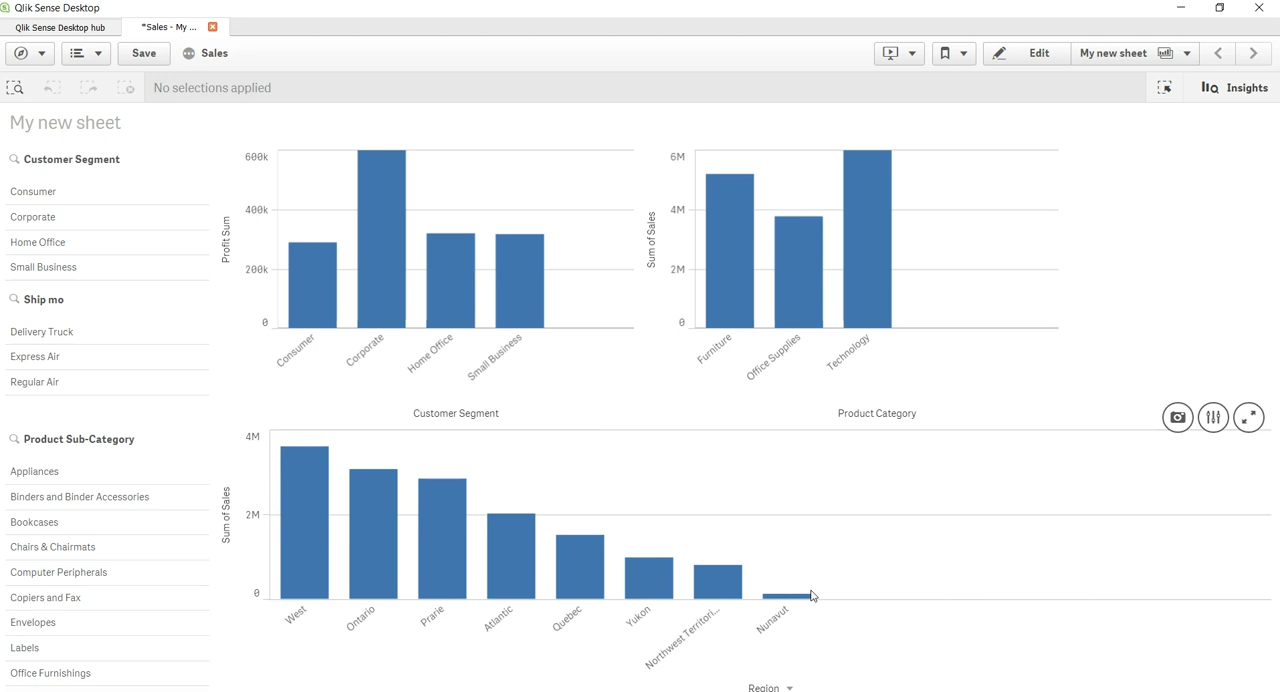 Qlik Sense Desktop
Qlik Sense Desktop hub
*Sales - My ...
Save
Sales
Edit
My new sheet
No selections applied
Insights
My new sheet
Customer Segment
Consumer
Corporate
Home Office
Small Business
Ship mo
Delivery Truck
Express Air
Regular Air
Product Sub-Category
Appliances
Binders and Binder Accessories
Bookcases
Chairs & Chairmats
Computer Peripherals
Copiers and Fax
Envelopes
Labels
Office Furnishings
Profit Sum
600k
400k
200k
0
Consumer
Corporate
Home Office
Small Business
Customer Segment
Sum of Sales
6M
4M
2M
0
Furniture
Office Supplies
Technology
Product Category
Sum of Sales
4M
2M
0
West
Ontario
Prarie
Atlantic
Quebec
Yukon
Northwest Territori...
Nunavut
Region